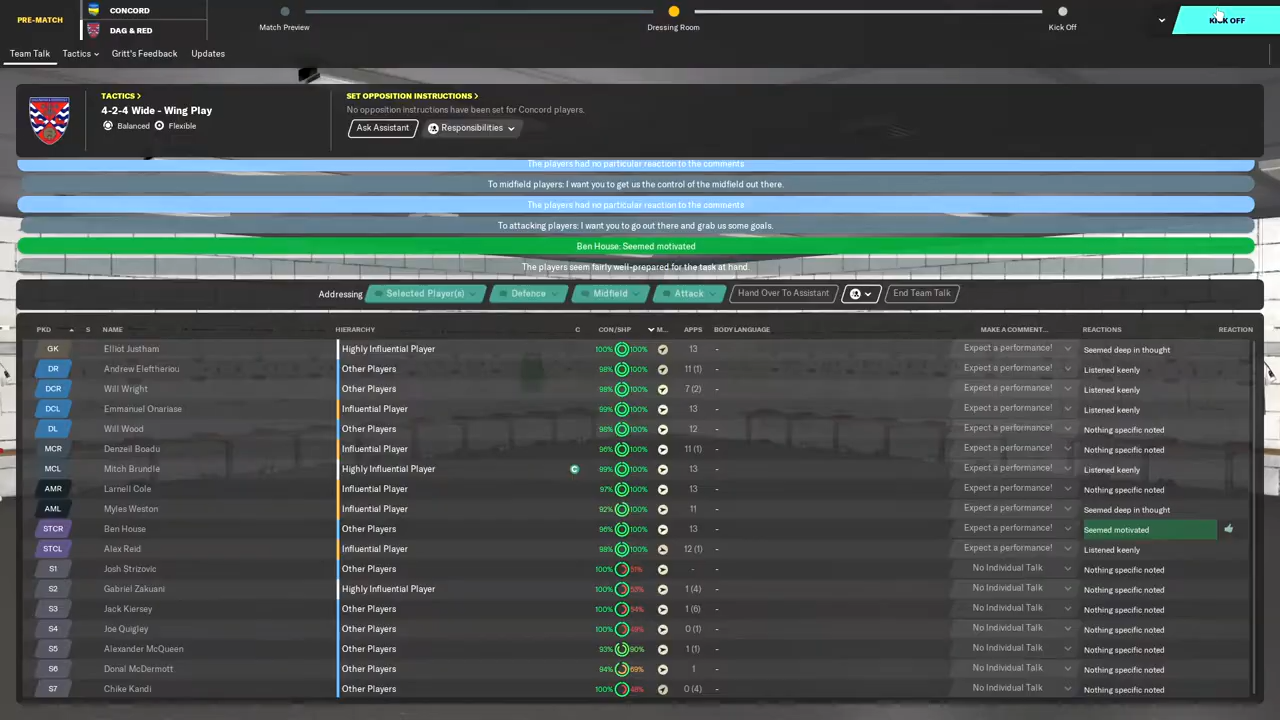 PRE-MATCH
CONCORD
DAG & RED
Match Preview
Dressing Room
Kick Off
KICK OFF
Team Talk
Tactics
Gritt's Feedback
Updates
TACTICS >
4-2-4 Wide - Wing Play
Balanced
Flexible
SET OPPOSITION INSTRUCTIONS >
No opposition instructions have been set for Concord players.
Ask Assistant
Responsibilities
The players had no particular reaction to the comments
To midfield players: I want you to get us the control of the midfield out there.
The players had no particular reaction to the comments
To attacking players: I want you to go out there and grab us some goals.
Ben House: Seemed motivated
The players seem fairly well-prepared for the task at hand.
Addressing
Selected Player(s)
Defence
Midfield
Attack
Hand Over To Assistant
End Team Talk
PKD S NAME HIERARCHY C CON/SHP M... APPS BODY LANGUAGE MAKE A COMMENT... REACTIONS REACTION
GK Elliot Justham Highly Influential Player 100% 100% 13 - Expect a performance! Seemed deep in thought
DR Andrew Eleftheriou Other Players 98% 100% 11 (1) - Expect a performance! Listened keenly
DCR Will Wright Other Players 98% 100% 7 (2) - Expect a performance! Listened keenly
DCL Emmanuel Onariase Influential Player 99% 100% 13 - Expect a performance! Listened keenly
DL Will Wood Other Players 98% 100% 12 - Expect a performance! Nothing specific noted
MCR Denzeil Boadu Influential Player 96% 100% 11 (1) - Expect a performance! Nothing specific noted
MCL Mitch Brundle Highly Influential Player C 99% 100% 13 - Expect a performance! Listened keenly
AMR Larnell Cole Influential Player 97% 100% 13 - Expect a performance! Nothing specific noted
AML Myles Weston Influential Player 92% 100% 11 - Expect a performance! Seemed deep in thought
STCR Ben House Other Players 96% 100% 13 - Expect a performance! Seemed motivated
STCL Alex Reid Influential Player 98% 100% 12 (1) - Expect a performance! Listened keenly
S1 Josh Strizovic Other Players 100% 51% - - No Individual Talk Nothing specific noted
S2 Gabriel Zakuani Highly Influential Player 100% 53% 1 (4) - No Individual Talk Nothing specific noted
S3 Jack Kiersey Other Players 100% 54% 1 (6) - No Individual Talk Nothing specific noted
S4 Joe Quigley Other Players 100% 49% 0 (1) - No Individual Talk Nothing specific noted
S5 Alexander McQueen Other Players 93% 90% 1 (1) - No Individual Talk Nothing specific noted
S6 Donal McDermott Other Players 94% 69% 1 - No Individual Talk Nothing specific noted
S7 Chike Kandi Other Players 100% 48% 0 (4) - No Individual Talk Nothing specific noted